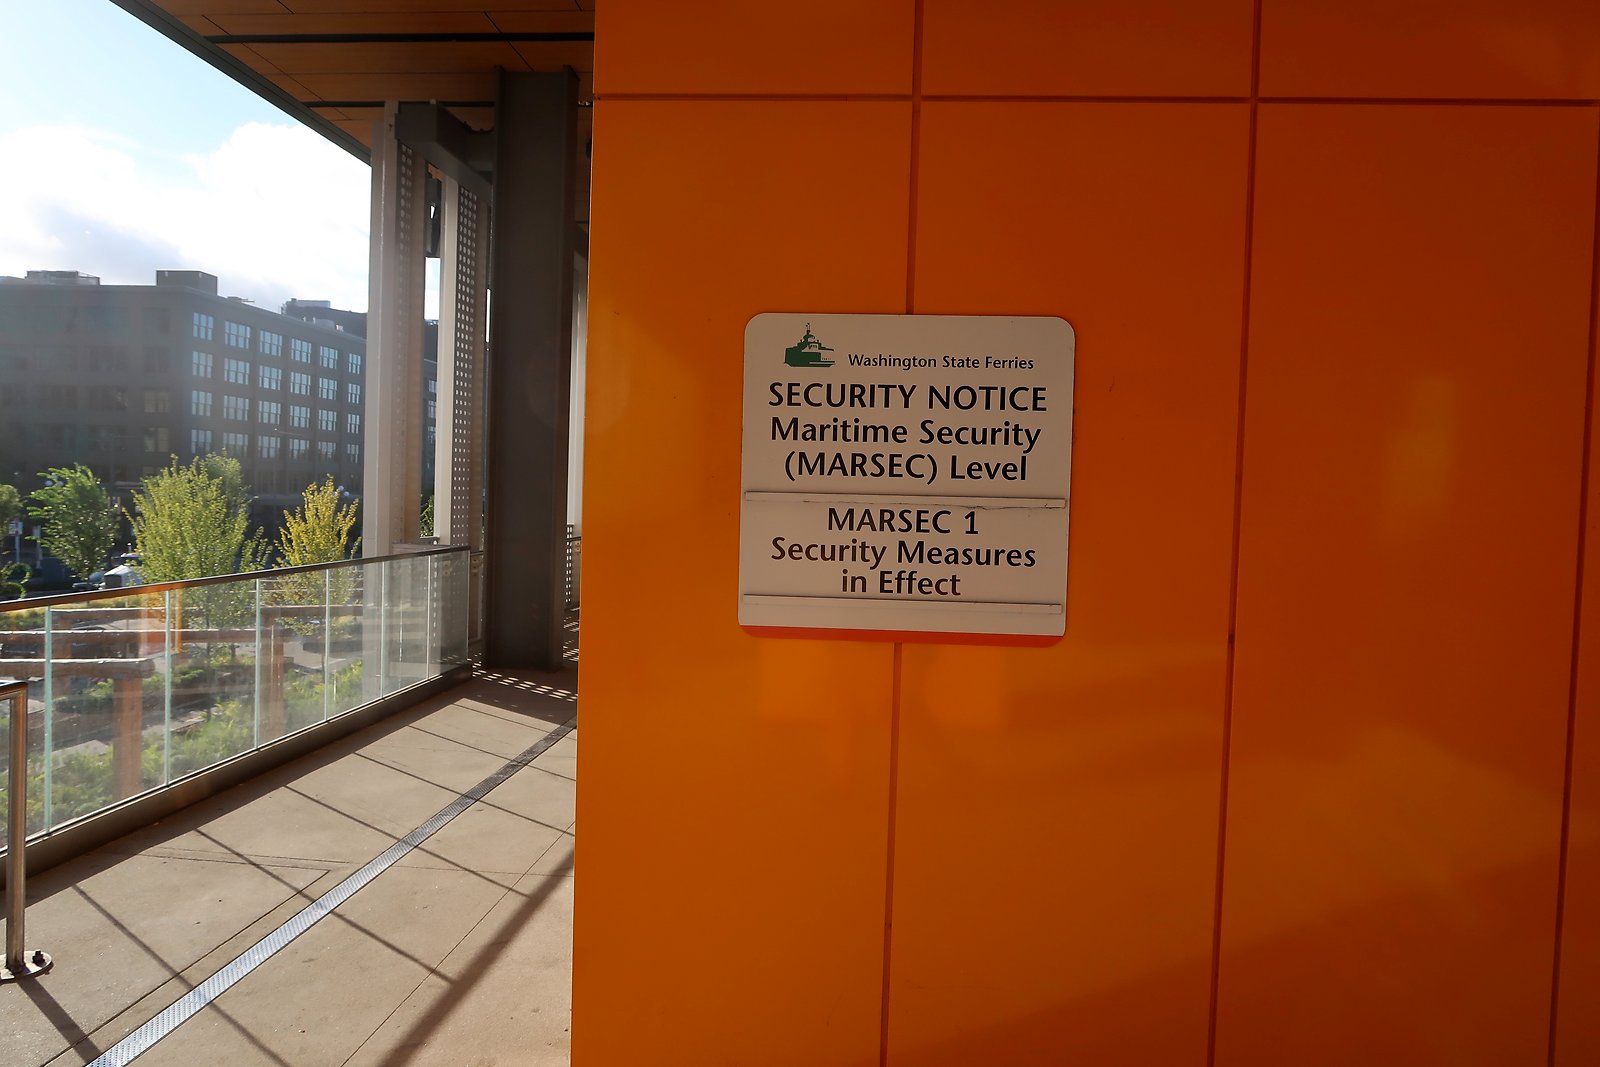 Washington State Ferries
SECURITY NOTICE
Maritime Security
(MARSEC) Level
MARSEC 1
Security Measures
in Effect